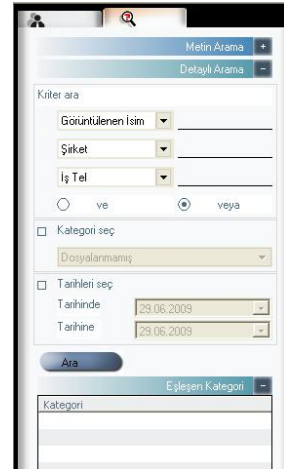 Metin Arama +
Detaylı Arama -
Kriter ara
Görüntülenen İsim
Şirket
İş Tel
ve veya
Kategori seç
Dosyalanmamış
Tarihleri seç
Tarihinde 29.06.2009
Tarihine 29.06.2009
Ara
Eşleşen Kategori -
Kategori